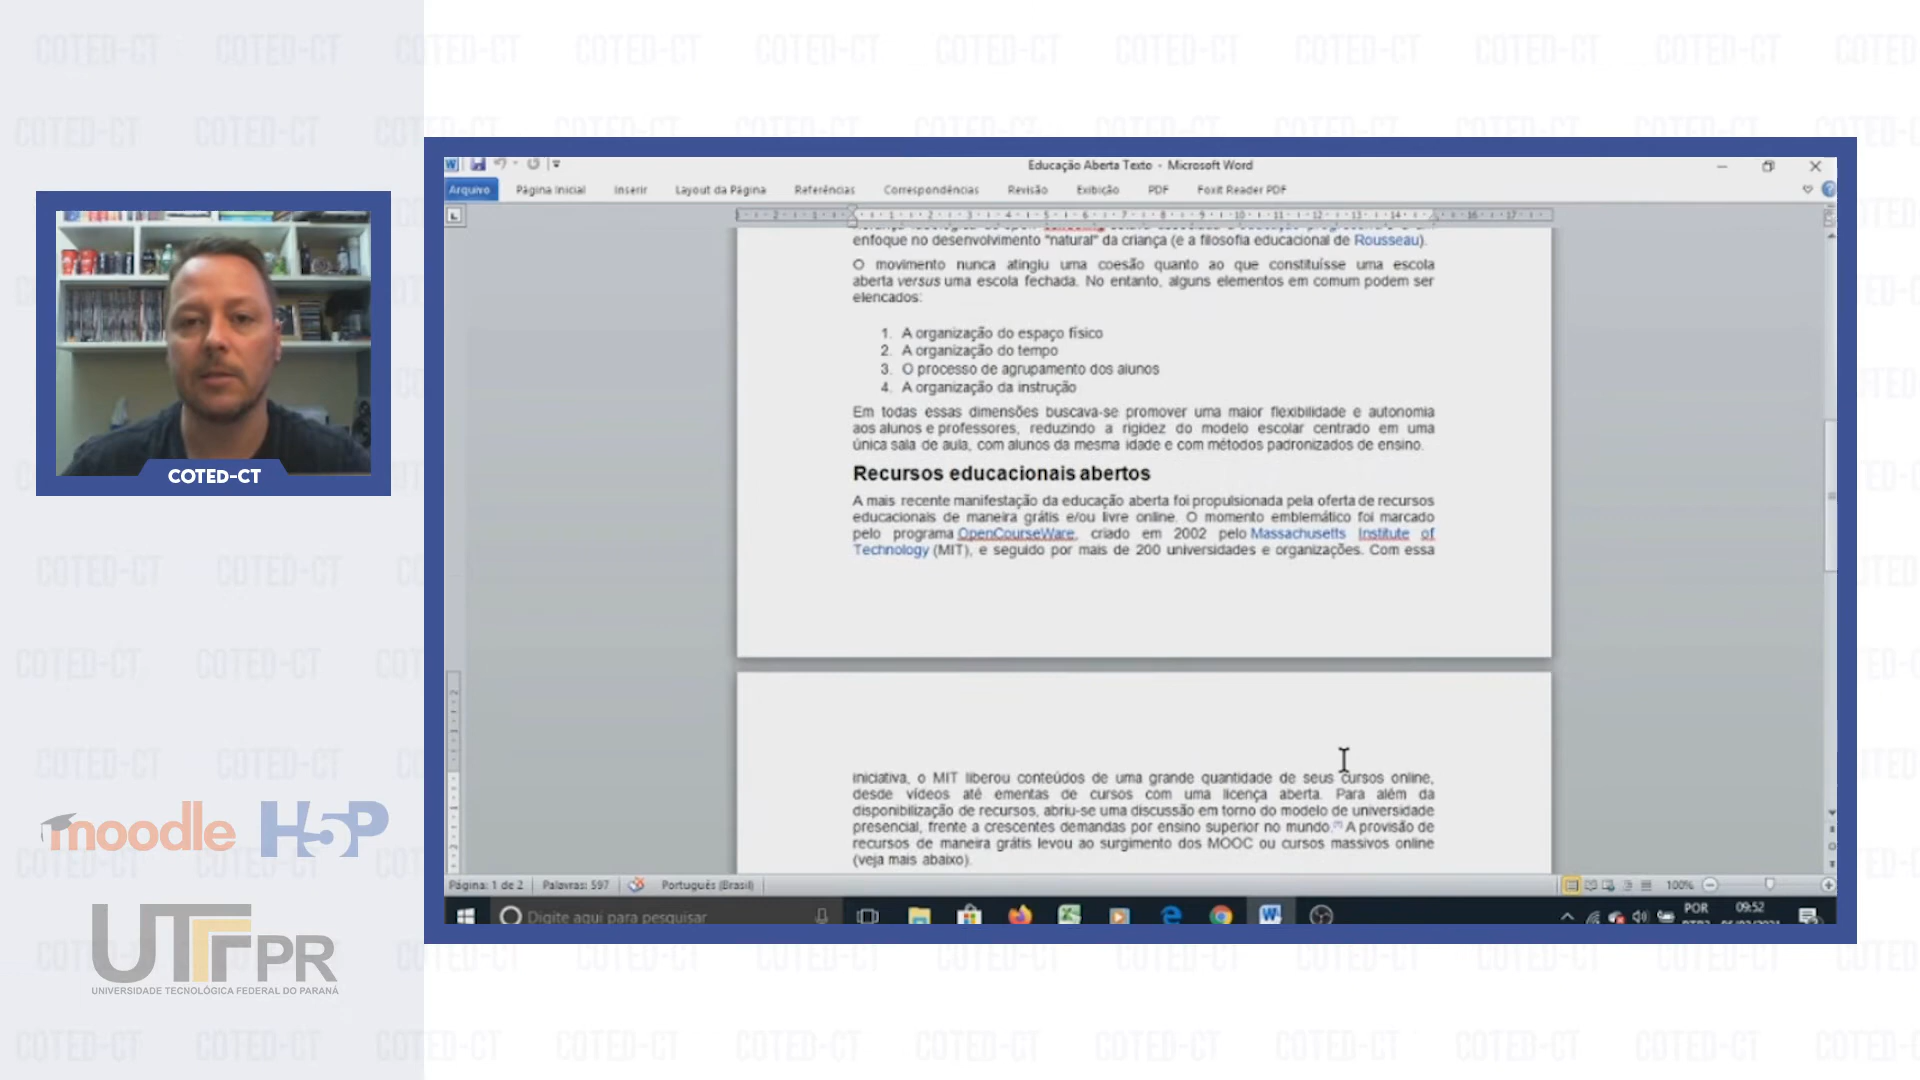 COTED-CT
moodle H5P
UTFPR
UNIVERSIDADE TECNOLÓGICA FEDERAL DO PARANÁ
Educação Aberta Texto - Microsoft Word
Arquivo Página Inicial Inserir Layout da Página Referências Correspondências Revisão Exibição PDF Foxit Reader PDF
enfoque no desenvolvimento "natural" da criança (e a filosofia educacional de Rousseau).
O movimento nunca atingiu uma coesão quanto ao que constituísse uma escola
aberta versus uma escola fechada. No entanto, alguns elementos em comum podem ser
elencados:
1. A organização do espaço físico
2. A organização do tempo
3. O processo de agrupamento dos alunos
4. A organização da instrução
Em todas essas dimensões buscava-se promover uma maior flexibilidade e autonomia
aos alunos e professores, reduzindo a rigidez do modelo escolar centrado em uma
única sala de aula, com alunos da mesma idade e com métodos padronizados de ensino.
Recursos educacionais abertos
A mais recente manifestação da educação aberta foi propulsionada pela oferta de recursos
educacionais de maneira grátis e/ou livre online. O momento emblemático foi marcado
pelo programa OpenCourseWare, criado em 2002 pelo Massachusetts Institute of
Technology (MIT), e seguido por mais de 200 universidades e organizações. Com essa
iniciativa, o MIT liberou conteúdos de uma grande quantidade de seus cursos online,
desde vídeos até ementas de cursos com uma licença aberta. Para além da
disponibilização de recursos, abriu-se uma discussão em torno do modelo de universidade
presencial, frente a crescentes demandas por ensino superior no mundo. A provisão de
recursos de maneira grátis levou ao surgimento dos MOOC ou cursos massivos online
(veja mais abaixo).
Página: 1 de 2 Palavras: 597 Português (Brasil) 100%
Digite aqui para pesquisar POR 09:52